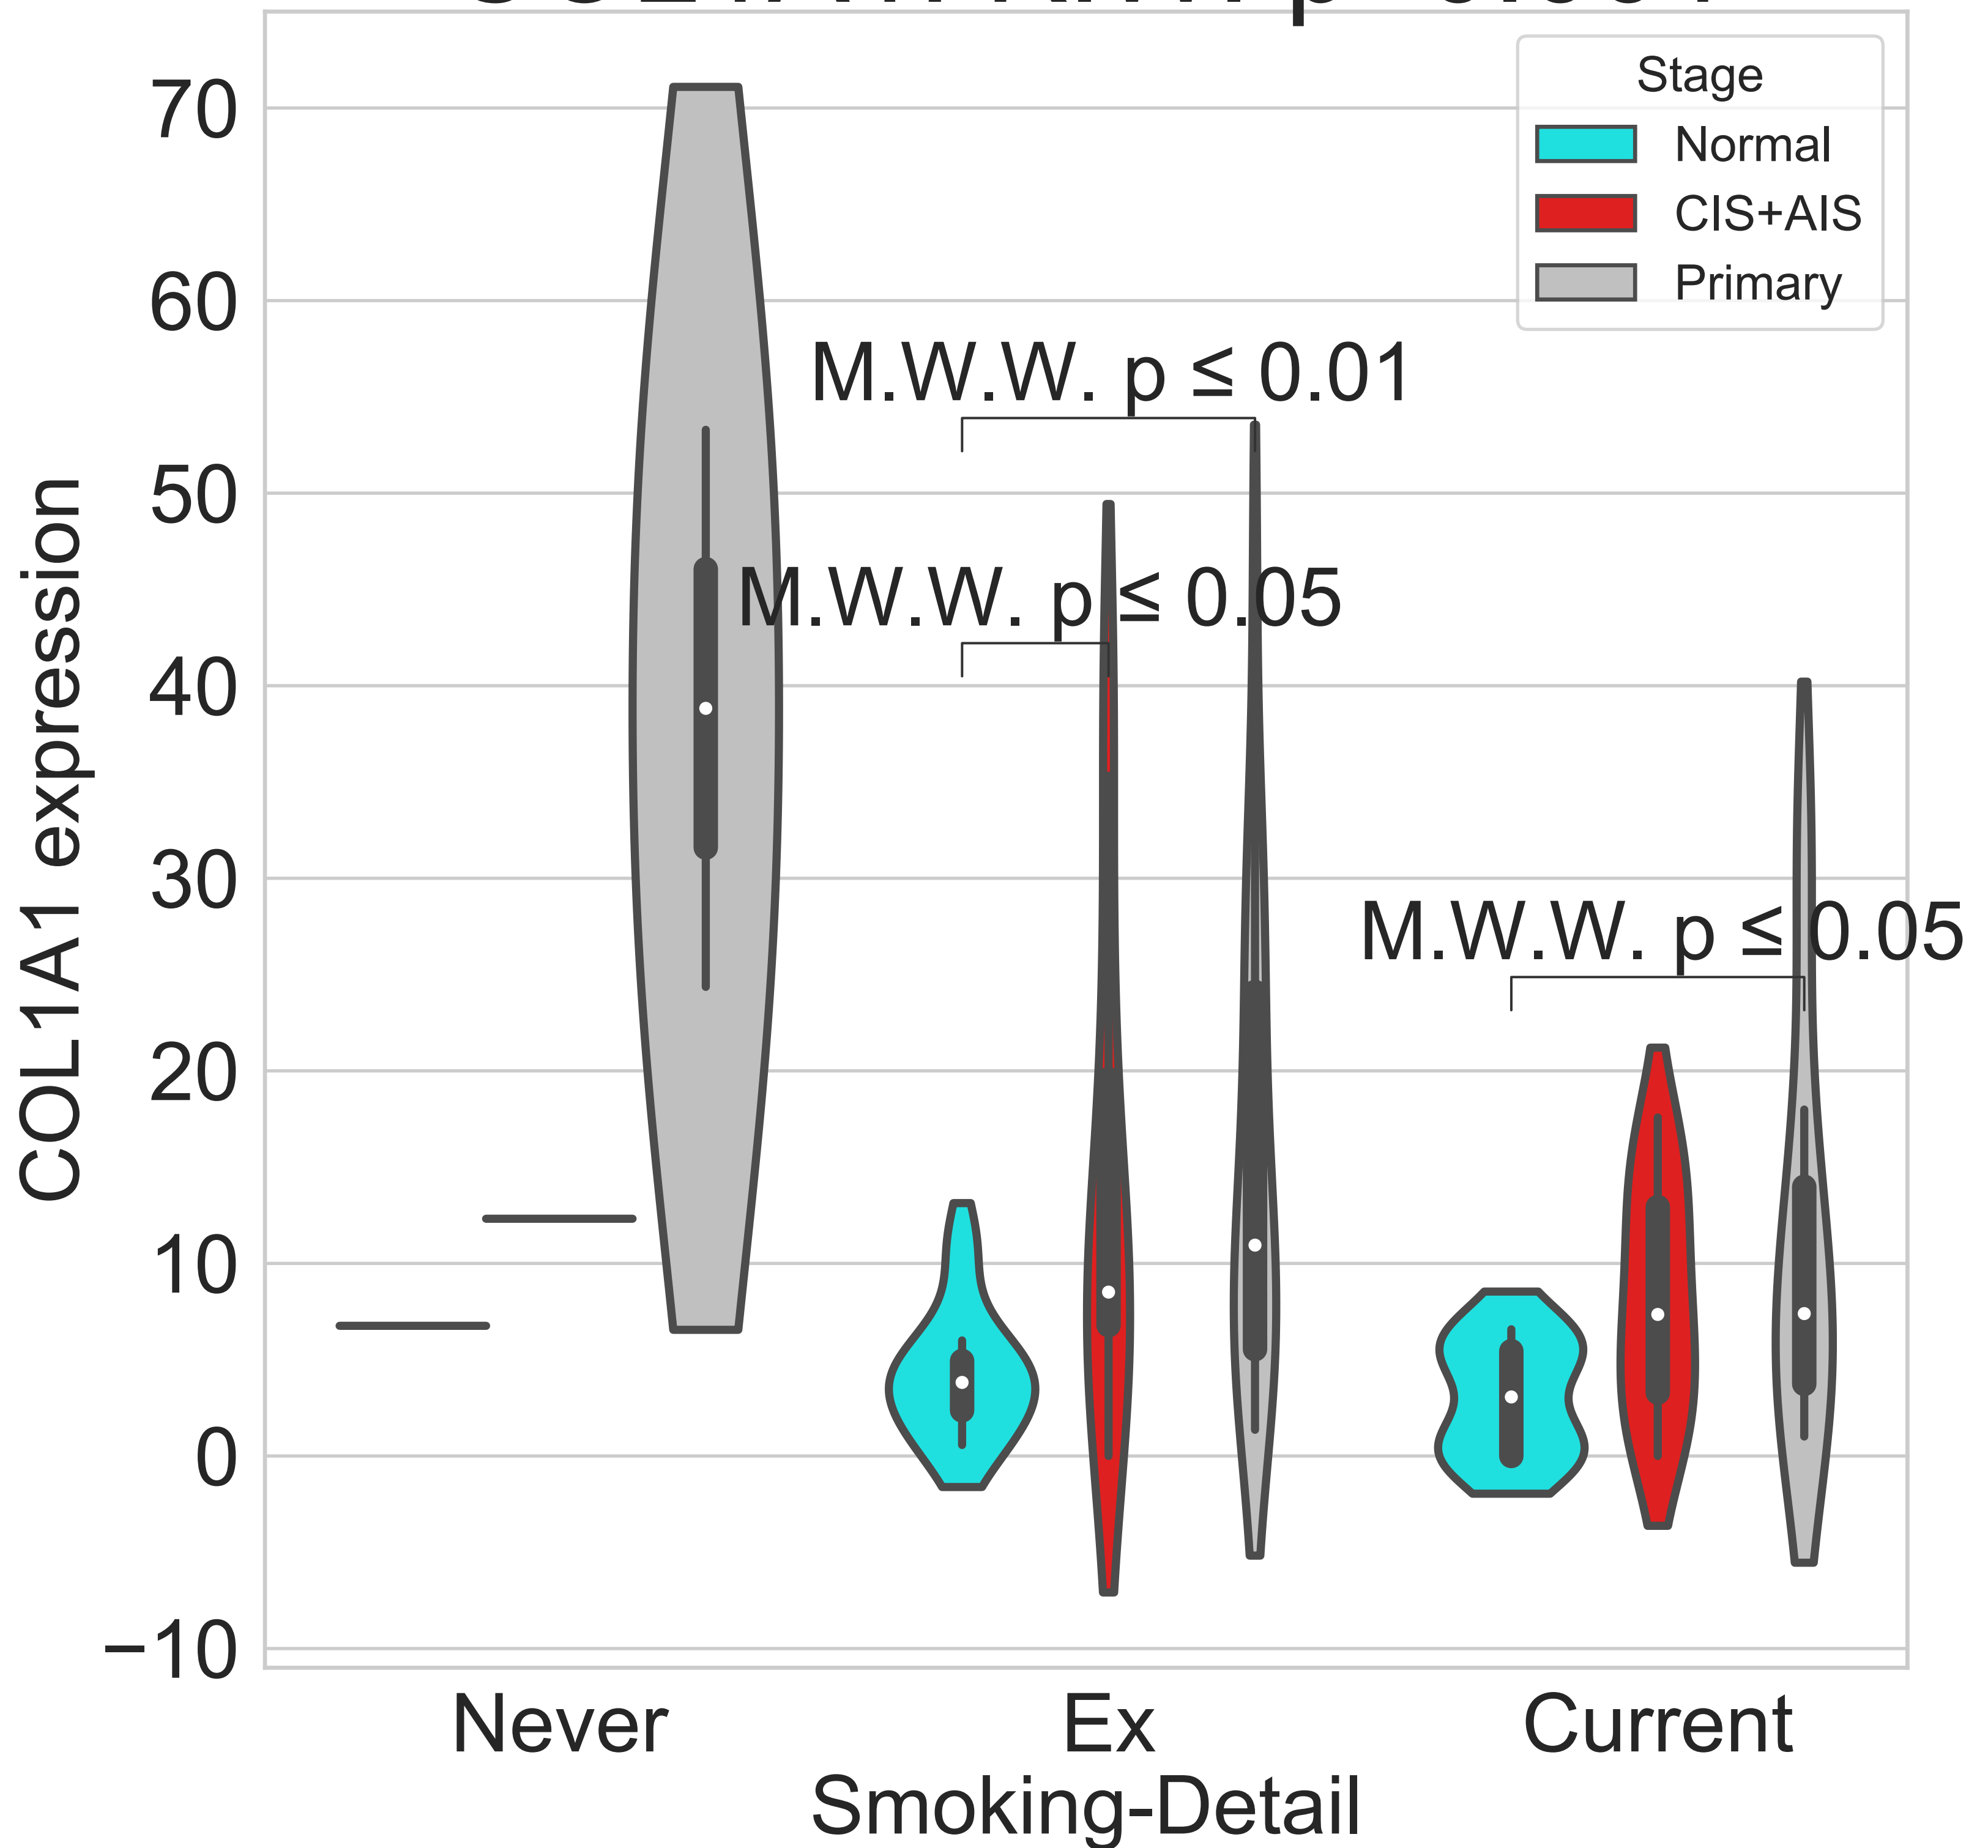 Stage
Normal
CIS+AIS
Primary
70
60
50
40
30
20
10
0
−10
COL1A1 expression
M.W.W. p ≤ 0.01
M.W.W. p ≤ 0.05
M.W.W. p ≤ 0.05
Never
Ex
Current
Smoking-Detail